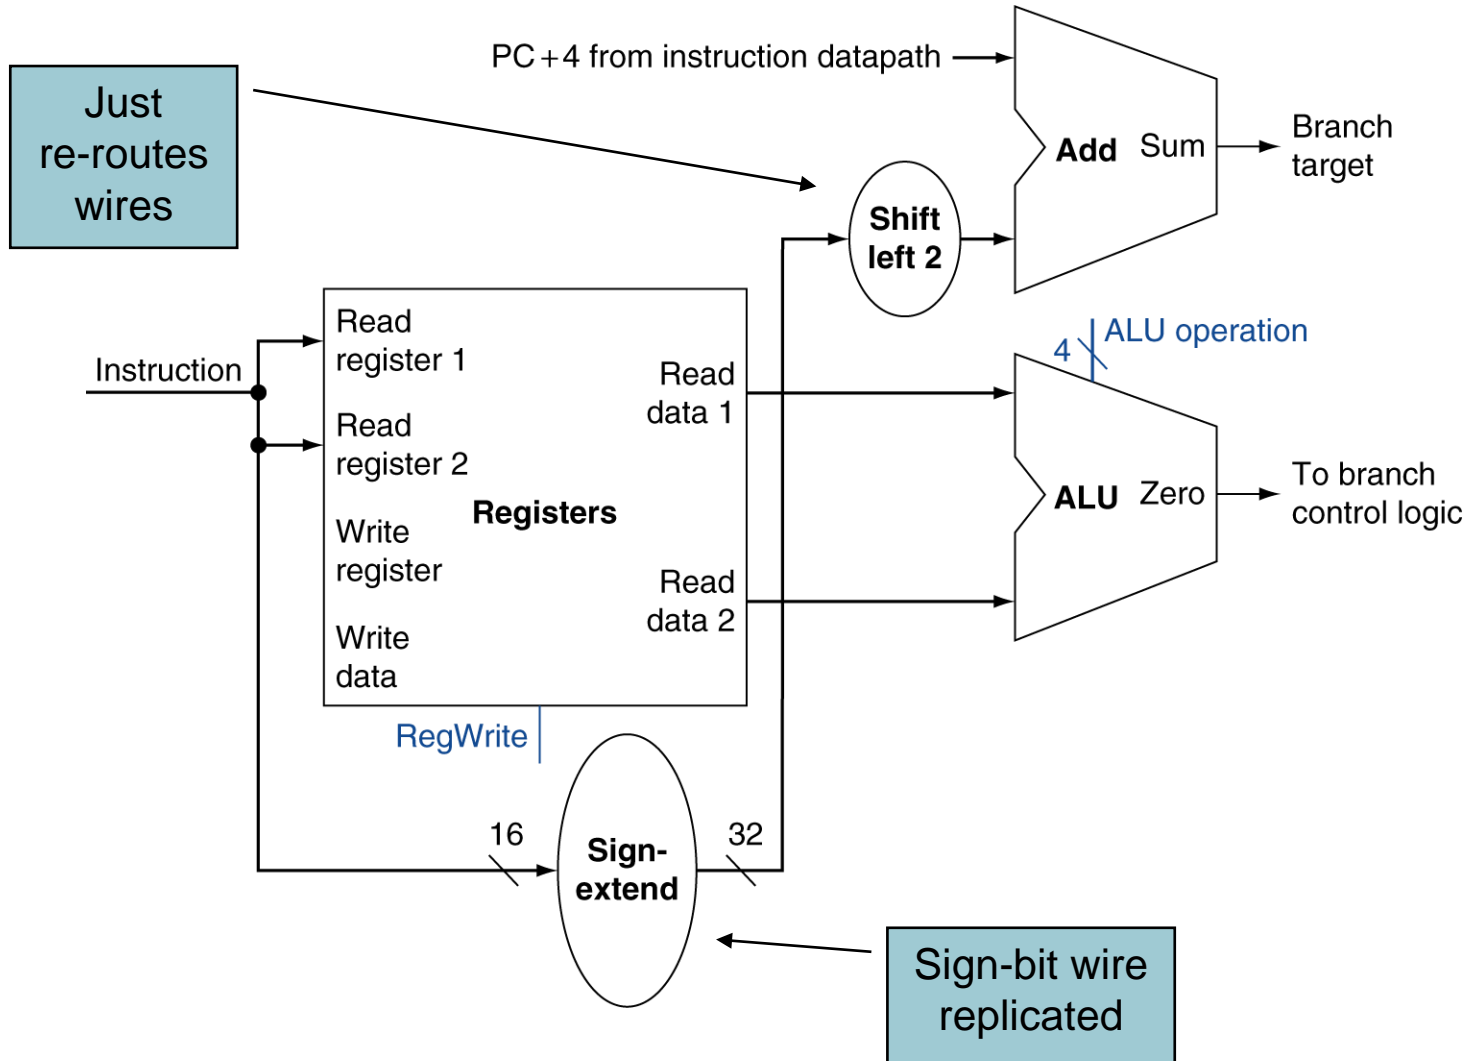 PC+4 from instruction datapath
Just
re-routes
wires
Add Sum
Branch
target
Shift
left 2
ALU operation
4
Instruction
Read
register 1
Read
data 1
Read
register 2
Registers
Write
register
Read
data 2
Write
data
ALU Zero
To branch
control logic
RegWrite
16
Sign-
extend
32
Sign-bit wire
replicated